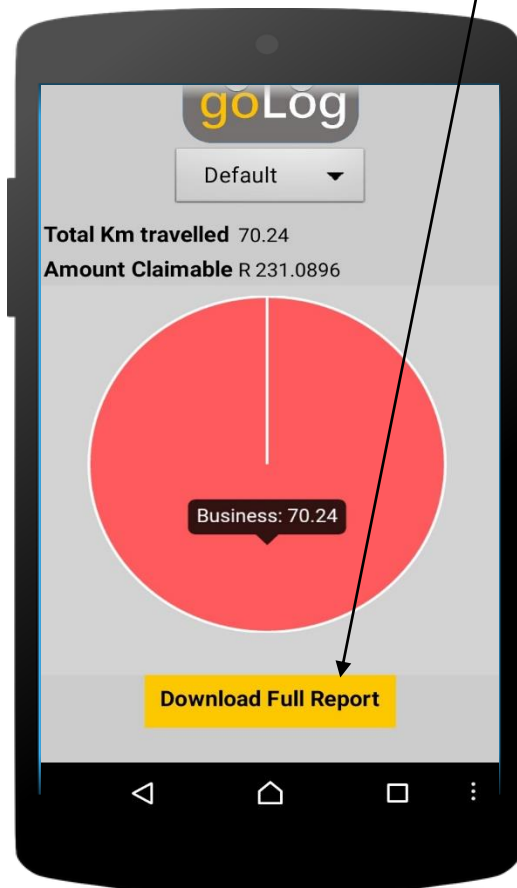 goLog
Default
Total Km travelled 70.24
Amount Claimable R 231.0896
Business: 70.24
Download Full Report